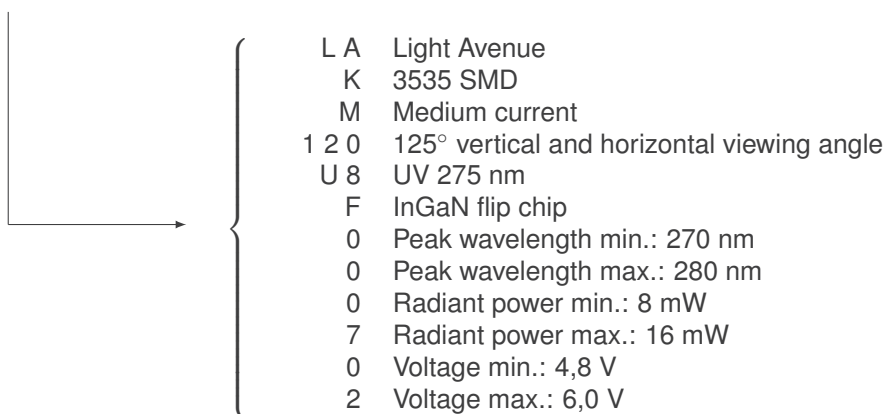 L A Light Avenue
K 3535 SMD
M Medium current
1 2 0 125° vertical and horizontal viewing angle
U 8 UV 275 nm
F InGaN flip chip
0 Peak wavelength min.: 270 nm
0 Peak wavelength max.: 280 nm
0 Radiant power min.: 8 mW
7 Radiant power max.: 16 mW
0 Voltage min.: 4,8 V
2 Voltage max.: 6,0 V